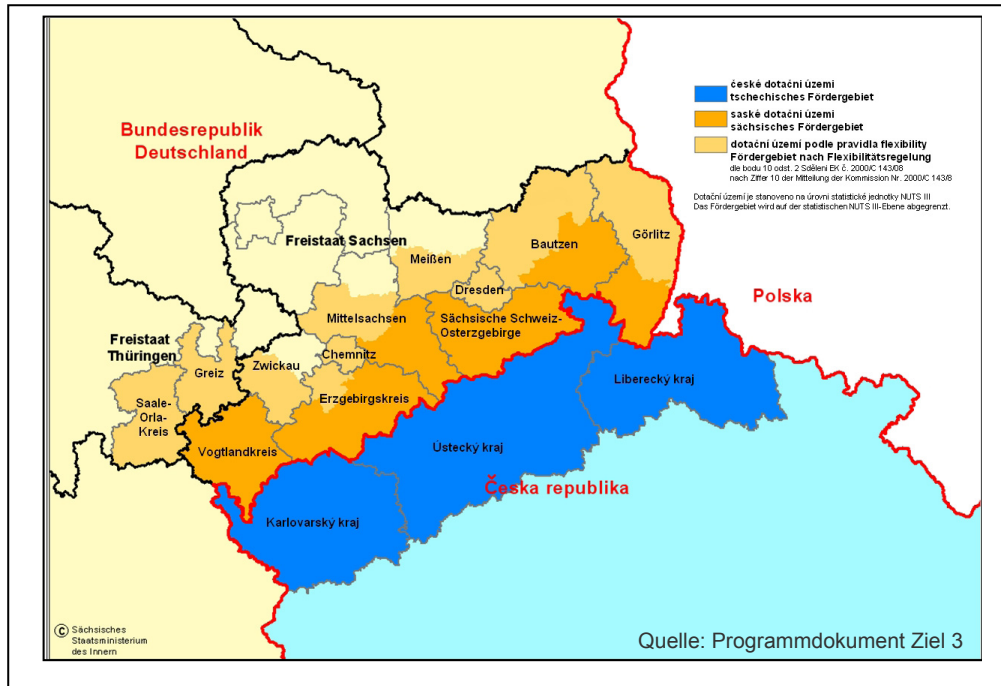 české dotační území
tschechisches Fördergebiet
saské dotační území
sächsisches Fördergebiet
dotační území podle pravidla flexibility
Fördergebiet nach Flexibilitätsregelung
dle bodu 10 odst. 2 Sdělení EK č. 2000/C 143/08
nach Ziffer 10 der Mitteilung der Kommission Nr. 2000/C 143/8
Dotační území je stanoveno na úrovni statistické jednotky NUTS III
Das Fördergebiet wird auf der statistischen NUTS III-Ebene abgegrenzt.
Bundesrepublik
Deutschland
Freistaat Sachsen
Meißen
Bautzen
Görlitz
Dresden
Polska
Mittelsachsen
Sächsische Schweiz-
Osterzgebirge
Freistaat
Thüringen
Chemnitz
Zwickau
Greiz
Liberecký kraj
Erzgebirgskreis
Saale-
Orla-
Kreis
Vogtlandkreis
Ústecký kraj
Česka republika
Karlovarský kraj
© Sächsisches
Staatsministerium
des Innern
Quelle: Programmdokument Ziel 3